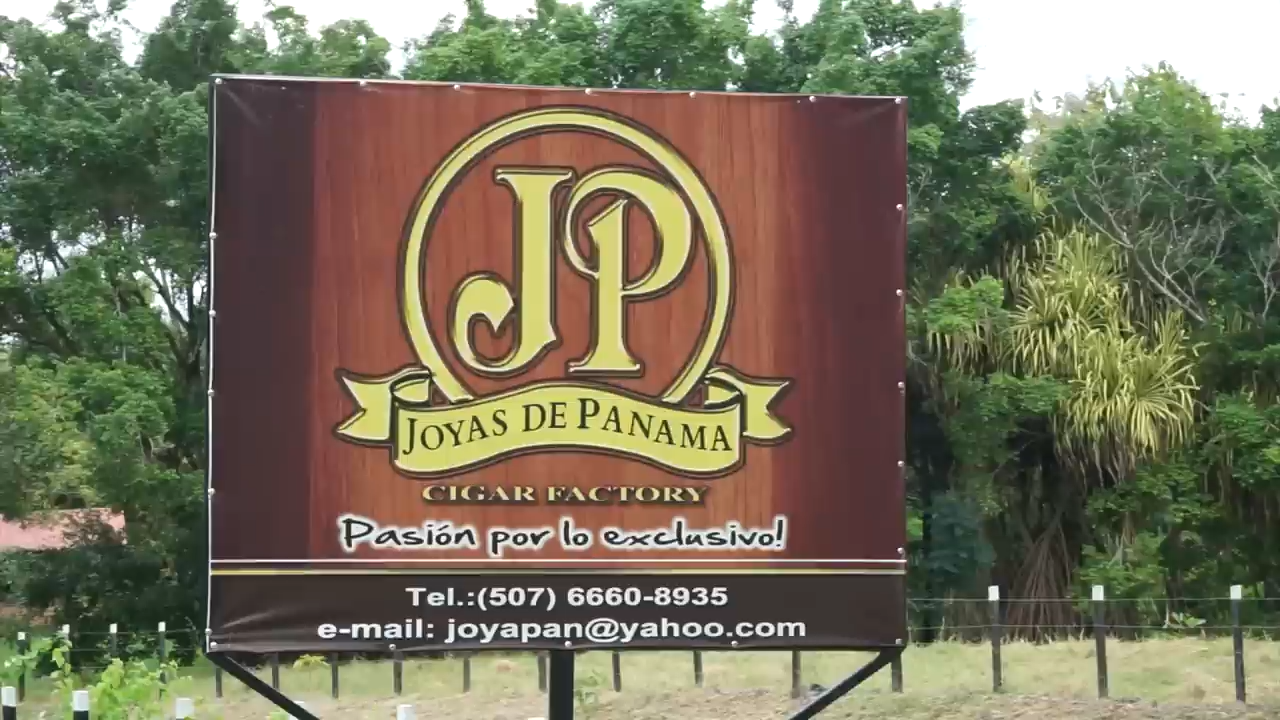 JP
JOYAS DE PANAMA
CIGAR FACTORY
Pasión por lo exclusivo!
Tel.:(507) 6660-8935
e-mail: joyapan@yahoo.com